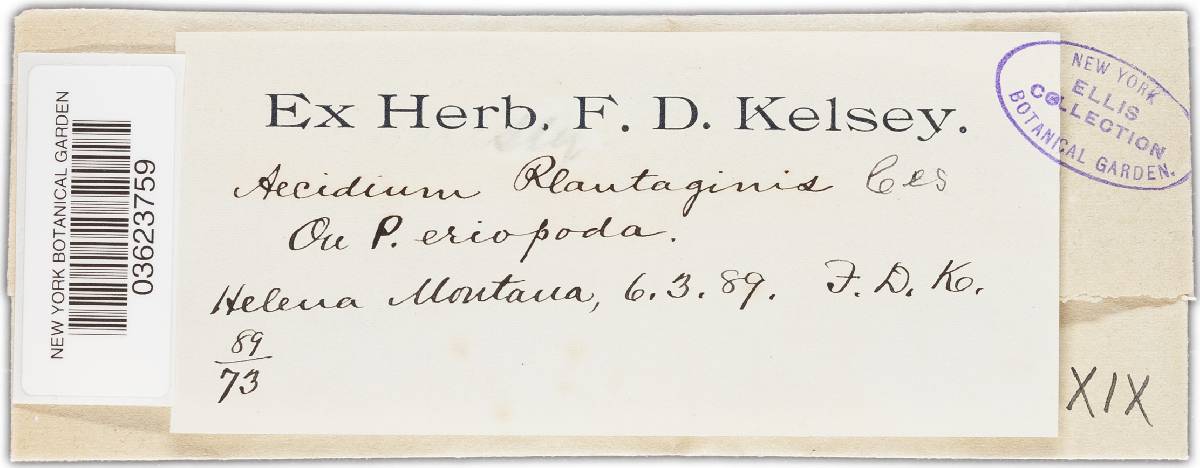 NEW YORK BOTANICAL GARDEN
03623759
Ex Herb. F. D. Kelsey.
Aecidium Plantaginis Ces
On P. eriopoda.
Helena Montana, 6.3.89. F. D. K.
89
73
NEW YORK
ELLIS
COLLECTION
BOTANICAL GARDEN.
XIX